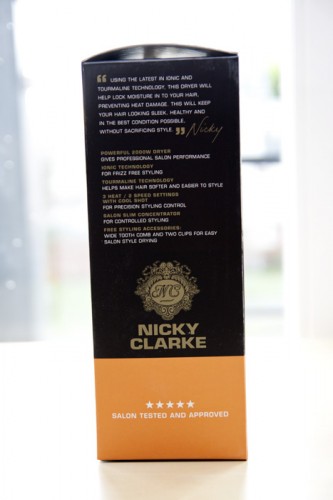 “ USING THE LATEST IN IONIC AND
TOURMALINE TECHNOLOGY, THIS DRYER WILL
HELP LOCK MOISTURE IN TO YOUR HAIR,
PREVENTING HEAT DAMAGE. THIS WILL KEEP
YOUR HAIR LOOKING SLEEK, HEALTHY AND
IN THE BEST CONDITION POSSIBLE,
WITHOUT SACRIFICING STYLE. ” Nicky
POWERFUL 2000W DRYER
GIVES PROFESSIONAL SALON PERFORMANCE
IONIC TECHNOLOGY
FOR FRIZZ FREE STYLING
TOURMALINE TECHNOLOGY
HELPS MAKE HAIR SOFTER AND EASIER TO STYLE
3 HEAT / 2 SPEED SETTINGS
WITH COOL SHOT
FOR PRECISION STYLING CONTROL
SALON SLIM CONCENTRATOR
FOR CONTROLLED STYLING
FREE STYLING ACCESSORIES:
WIDE TOOTH COMB AND TWO CLIPS FOR EASY
SALON STYLE DRYING
NC
NICKY
CLARKE
SALON TESTED AND APPROVED